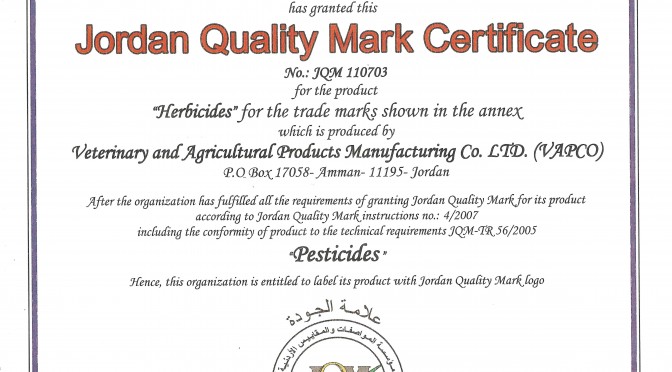 has granted this
Jordan Quality Mark Certificate
No.: JQM 110703
for the product
"Herbicides" for the trade marks shown in the annex
which is produced by
Veterinary and Agricultural Products Manufacturing Co. LTD. (VAPCO)
P.O. Box 17058- Amman- 11195- Jordan
After the organization has fulfilled all the requirements of granting Jordan Quality Mark for its product
according to Jordan Quality Mark instructions no.: 4/2007
including the conformity of product to the technical requirements JQM-TR 56/2005
"Pesticides"
Hence, this organization is entitled to label its product with Jordan Quality Mark logo
علامة الجودة
مؤسسة المواصفات والمقاييس الأردنية